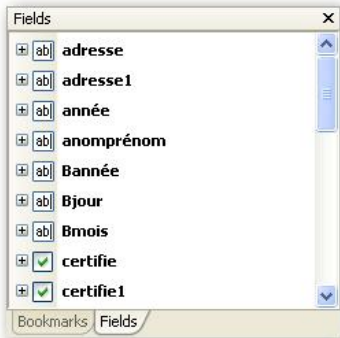 Fields
adresse
adresse1
année
anomprénom
Bannée
Bjour
Bmois
certifie
certifie1
Bookmarks Fields